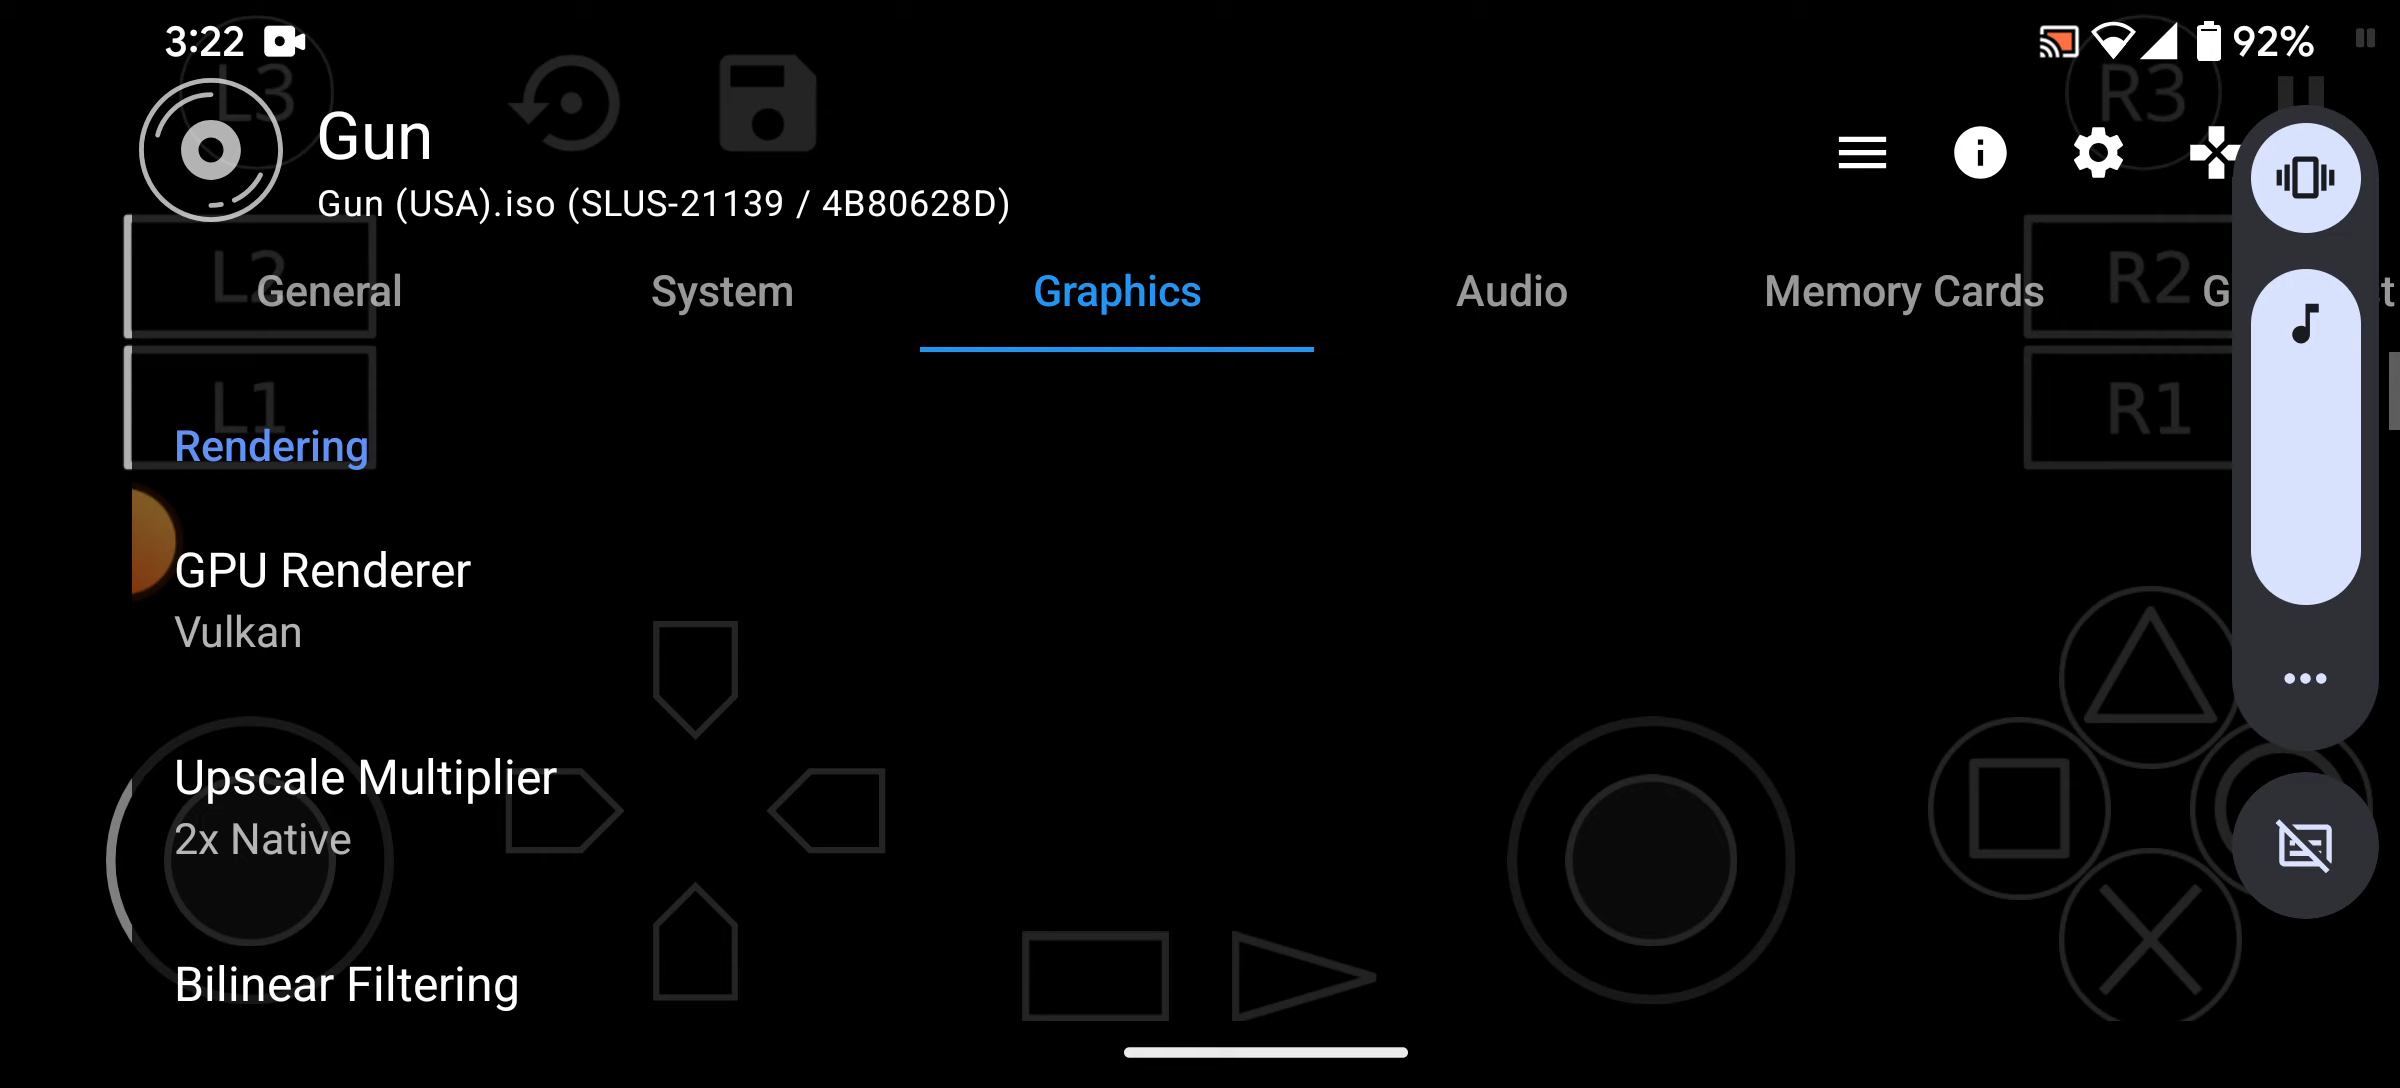 3:22
92%
L3
R3
Gun
Gun (USA).iso (SLUS-21139 / 4B80628D)
L2
R2
General
System
Graphics
Audio
Memory Cards
L1
R1
Rendering
GPU Renderer
Vulkan
Upscale Multiplier
2x Native
Bilinear Filtering